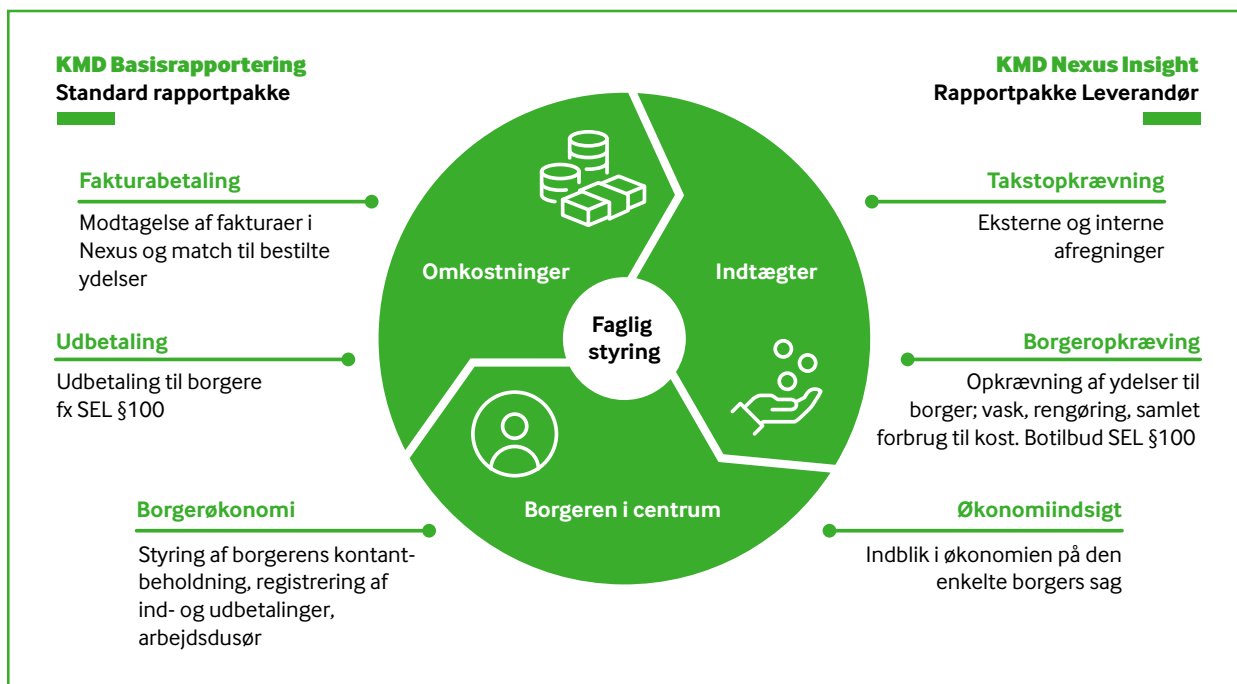 KMD Basisrapportering
Standard rapportpakke
KMD Nexus Insight
Rapportpakke Leverandør
Fakturabetaling
Modtagelse af fakturaer i
Nexus og match til bestilte
ydelser
Udbetaling
Udbetaling til borgere
fx SEL §100
Borgerøkonomi
Styring af borgerens kontant-
beholdning, registrering af
ind- og udbetalinger,
arbejdsdusør
Omkostninger
Indtægter
Faglig
styring
Borgeren i centrum
Takstopkrævning
Eksterne og interne
afregninger
Borgeropkræving
Opkrævning af ydelser til
borger; vask, rengøring, samlet
forbrug til kost. Botilbud SEL §100
Økonomiindsigt
Indblik i økonomien på den
enkelte borgers sag